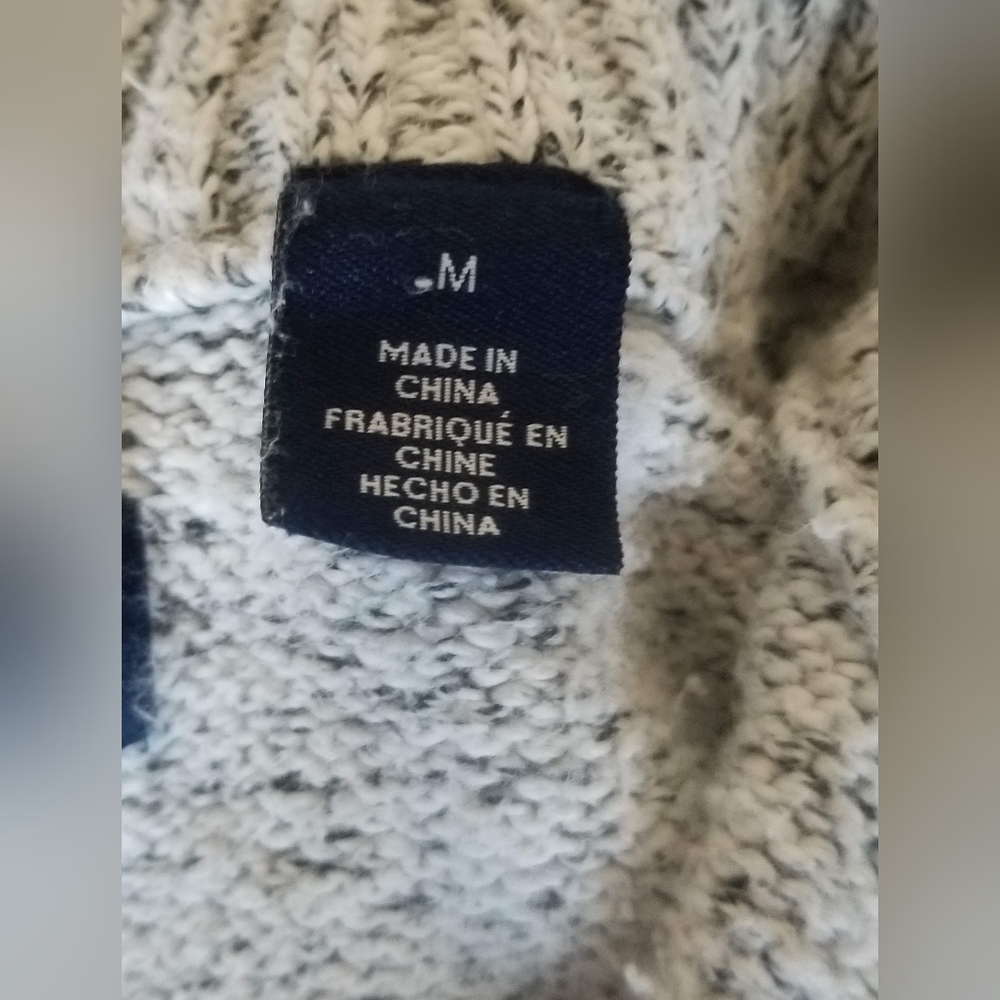 M
MADE IN
CHINA
FRABRIQUÉ EN
CHINE
HECHO EN
CHINA